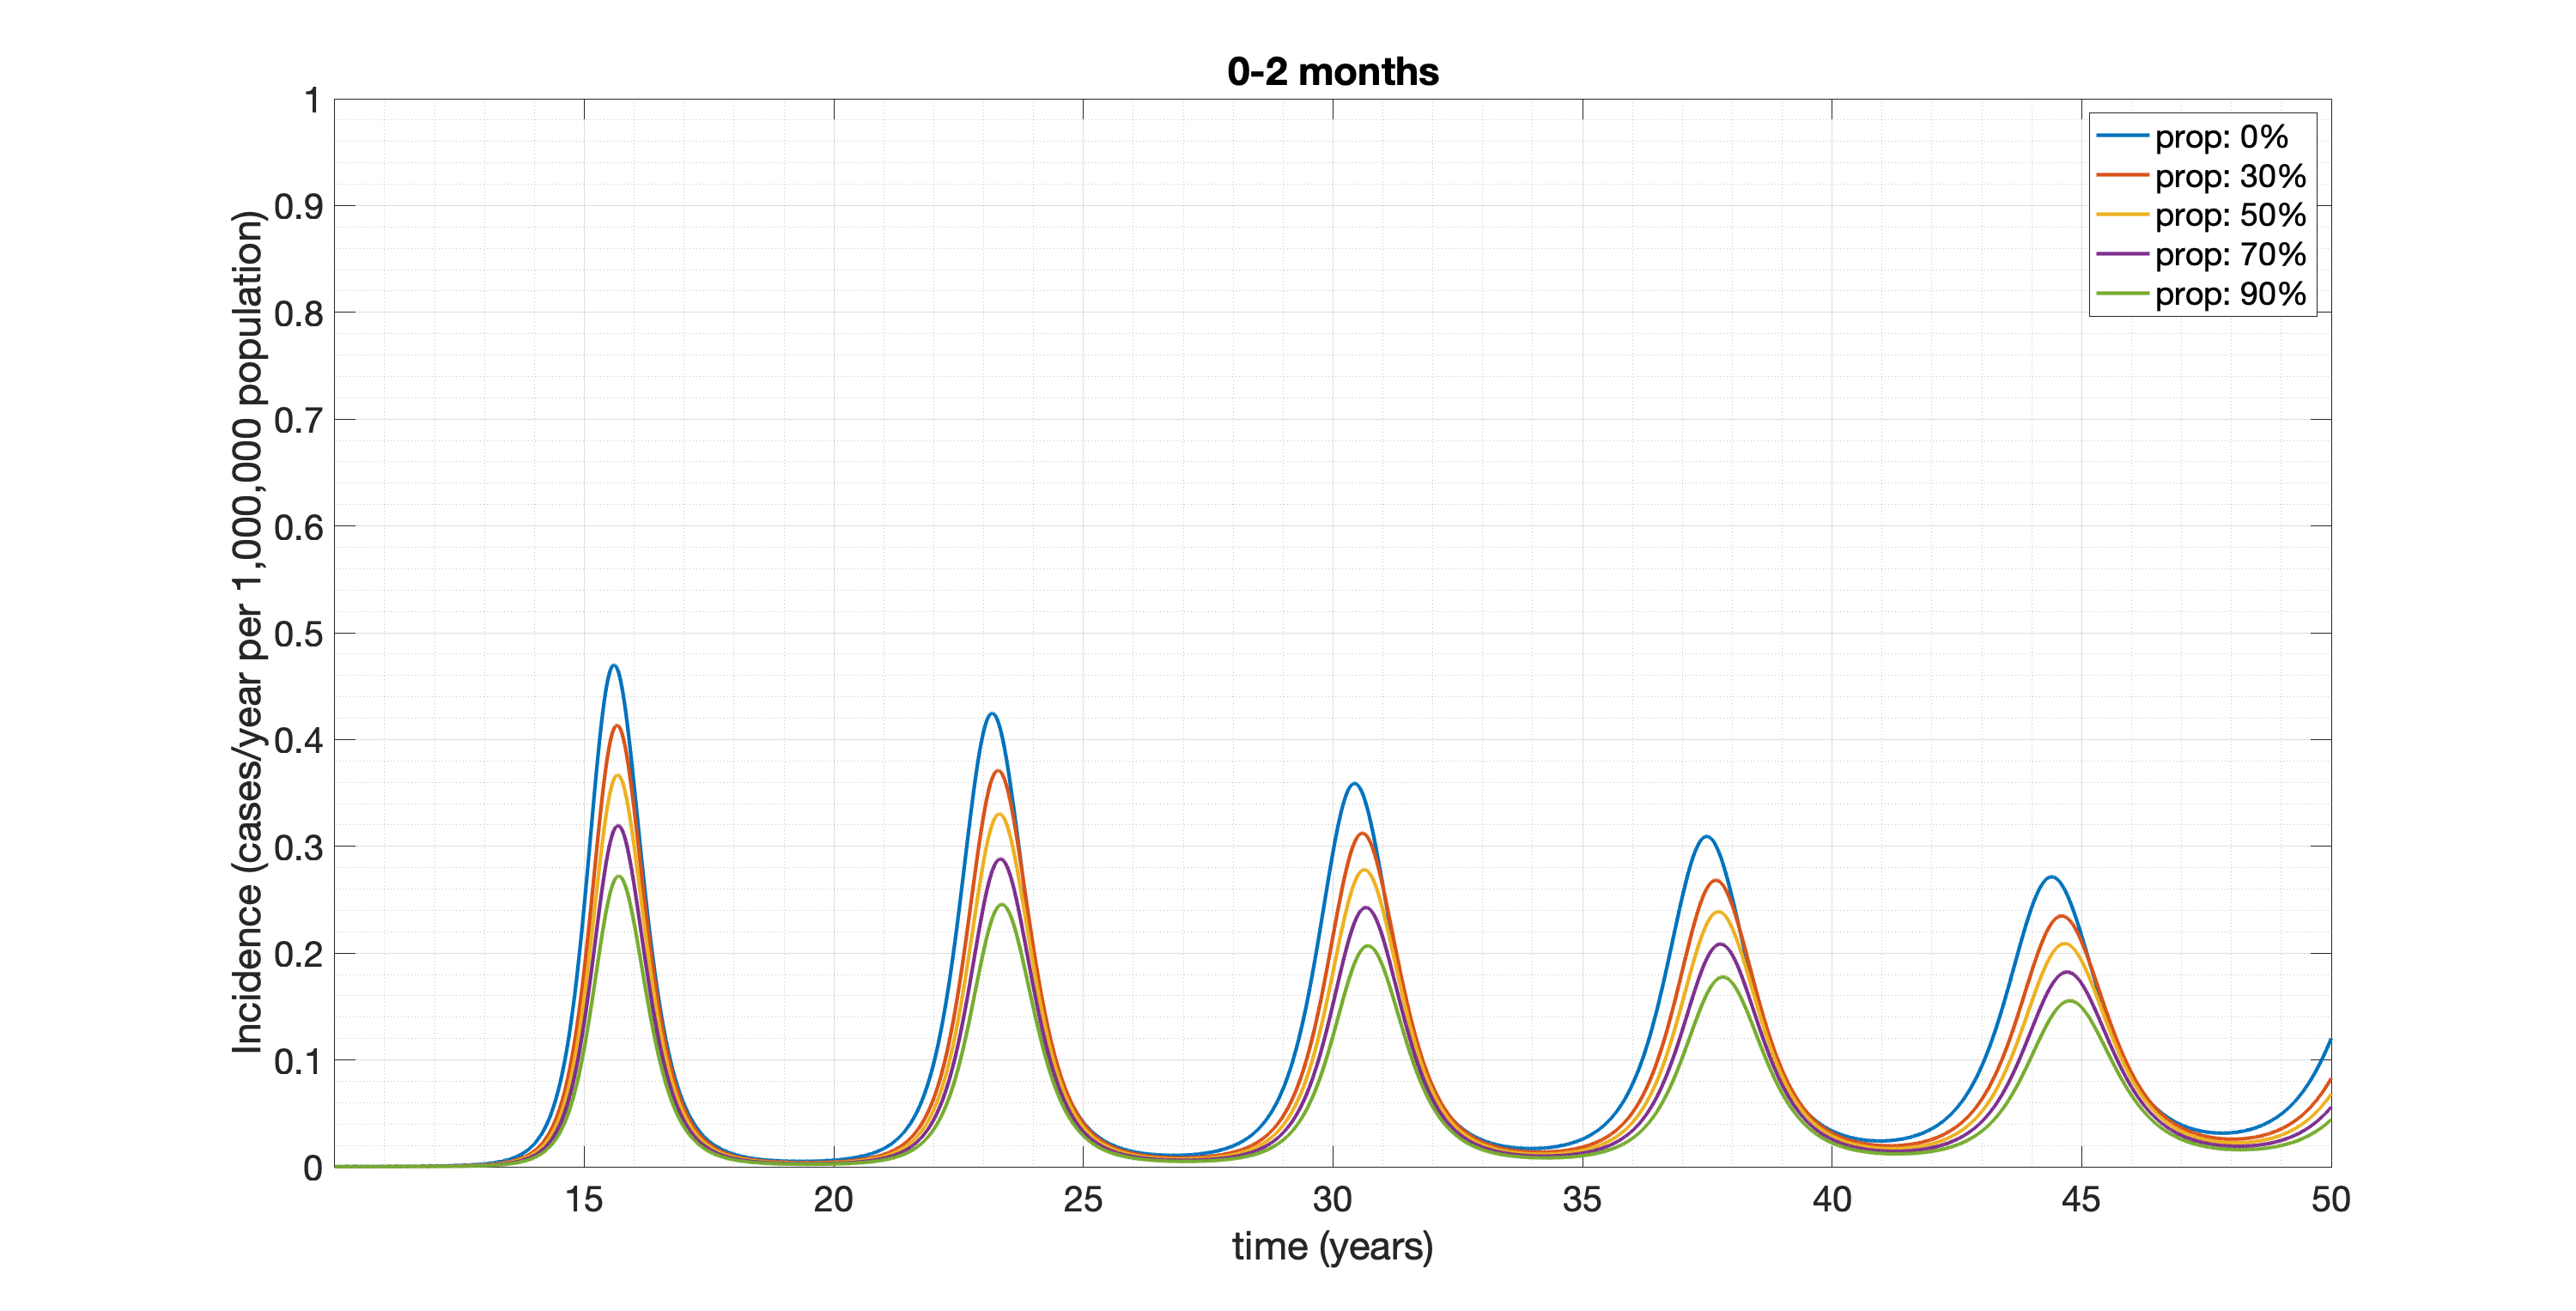 0-2 months
1
0.9
0.8
0.7
0.6
0.5
0.4
0.3
0.2
0.1
0
Incidence (cases/year per 1,000,000 population)
prop: 0%
prop: 30%
prop: 50%
prop: 70%
prop: 90%
15 20 25 30 35 40 45 50
time (years)